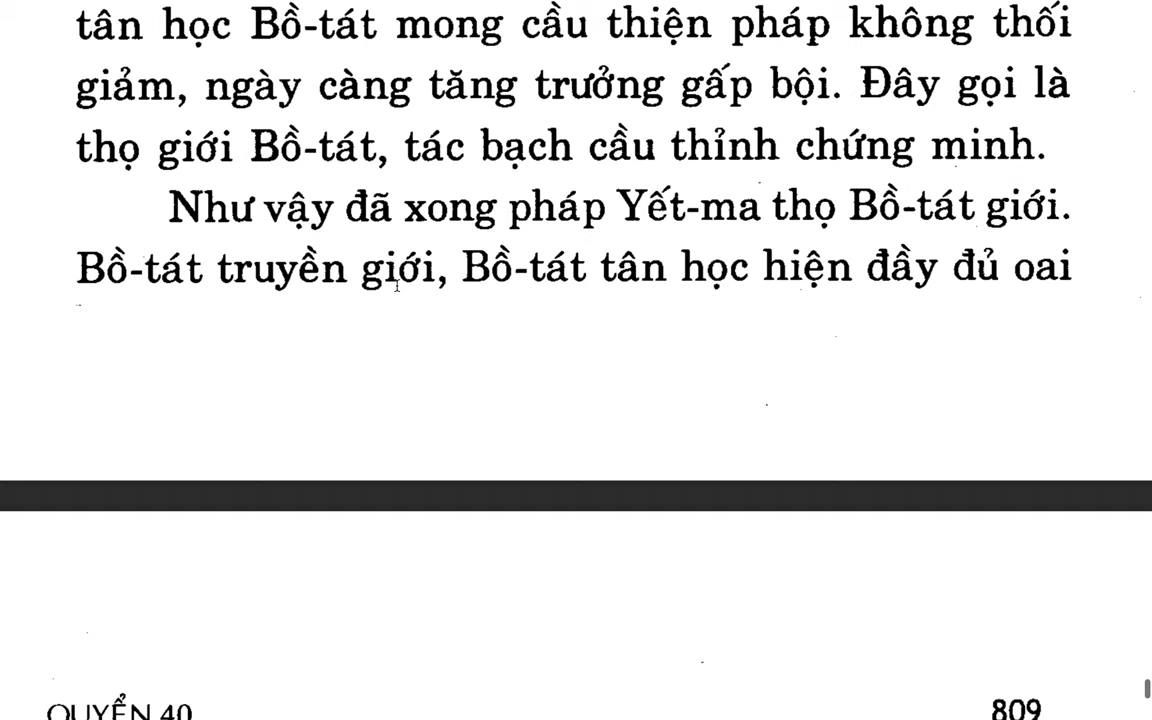 tân học Bồ-tát mong cầu thiện pháp không thối
giảm, ngày càng tăng trưởng gấp bội. Đây gọi là
thọ giới Bồ-tát, tác bạch cầu thỉnh chứng minh.
Như vậy đã xong pháp Yết-ma thọ Bồ-tát giới.
Bồ-tát truyền giới, Bồ-tát tân học hiện đầy đủ oai
QUYỂN 40
809